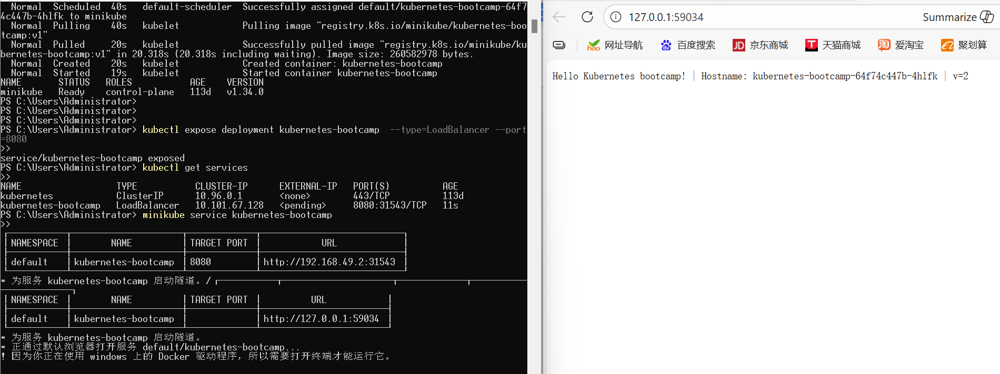 Normal  Scheduled  40s   default-scheduler  Successfully assigned default/kubernetes-bootcamp-64f7
4c447b-4hlfk to minikube
  Normal  Pulling    40s   kubelet            Pulling image "registry.k8s.io/minikube/kubernetes-boo
tcamp:v1"
  Normal  Pulled     20s   kubelet            Successfully pulled image "registry.k8s.io/minikube/ku
bernetes-bootcamp:v1" in 20.318s (20.318s including waiting). Image size: 260582978 bytes.
  Normal  Created    20s   kubelet            Created container: kubernetes-bootcamp
  Normal  Started    19s   kubelet            Started container kubernetes-bootcamp
NAME       STATUS   ROLES           AGE    VERSION
minikube   Ready    control-plane   113d   v1.34.0
PS C:\Users\Administrator>
PS C:\Users\Administrator>
PS C:\Users\Administrator>
PS C:\Users\Administrator> kubectl expose deployment kubernetes-bootcamp  --type=LoadBalancer --port
=8080
>>
service/kubernetes-bootcamp exposed
PS C:\Users\Administrator> kubectl get services
>>
NAME                  TYPE           CLUSTER-IP      EXTERNAL-IP   PORT(S)          AGE
kubernetes            ClusterIP      10.96.0.1       <none>        443/TCP          113d
kubernetes-bootcamp   LoadBalancer   10.101.67.128   <pending>     8080:31543/TCP   11s
PS C:\Users\Administrator> minikube service kubernetes-bootcamp
>>
NAMESPACE NAME TARGET PORT URL
default kubernetes-bootcamp 8080 http://192.168.49.2:31543
* 为服务 kubernetes-bootcamp 启动隧道。/
NAMESPACE NAME TARGET PORT URL
default kubernetes-bootcamp http://127.0.0.1:59034
* 为服务 kubernetes-bootcamp 启动隧道。
* 正通过默认浏览器打开服务 default/kubernetes-bootcamp...
! 因为你正在使用 windows 上的 Docker 驱动程序，所以需要打开终端才能运行它。
127.0.0.1:59034 Summarize
hao 网址导航 百度搜索 JD 京东商城 T 天猫商城 淘 爱淘宝 聚划算
Hello Kubernetes bootcamp! | Hostname: kubernetes-bootcamp-64f74c447b-4hlfk | v=2